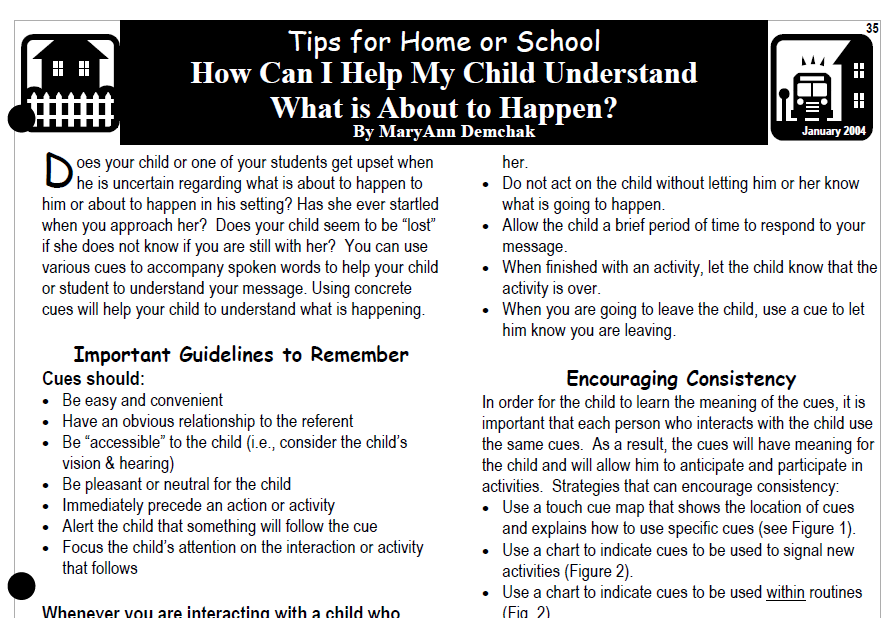 35
Tips for Home or School
How Can I Help My Child Understand
What is About to Happen?
By MaryAnn Demchak
January 2004
Does your child or one of your students get upset when
he is uncertain regarding what is about to happen to
him or about to happen in his setting? Has she ever startled
when you approach her?  Does your child seem to be “lost”
if she does not know if you are still with her?  You can use
various cues to accompany spoken words to help your child
or student to understand your message. Using concrete
cues will help your child to understand what is happening.
Important Guidelines to Remember
Cues should:
• Be easy and convenient
• Have an obvious relationship to the referent
• Be “accessible” to the child (i.e., consider the child’s
vision & hearing)
• Be pleasant or neutral for the child
• Immediately precede an action or activity
• Alert the child that something will follow the cue
• Focus the child’s attention on the interaction or activity
that follows
Whenever you are interacting with a child who
her.
• Do not act on the child without letting him or her know
what is going to happen.
• Allow the child a brief period of time to respond to your
message.
• When finished with an activity, let the child know that the
activity is over.
• When you are going to leave the child, use a cue to let
him know you are leaving.
Encouraging Consistency
In order for the child to learn the meaning of the cues, it is
important that each person who interacts with the child use
the same cues.  As a result, the cues will have meaning for
the child and will allow him to anticipate and participate in
activities.  Strategies that can encourage consistency:
• Use a touch cue map that shows the location of cues
and explains how to use specific cues (see Figure 1).
• Use a chart to indicate cues to be used to signal new
activities (Figure 2).
• Use a chart to indicate cues to be used within routines
(Fig. 2)